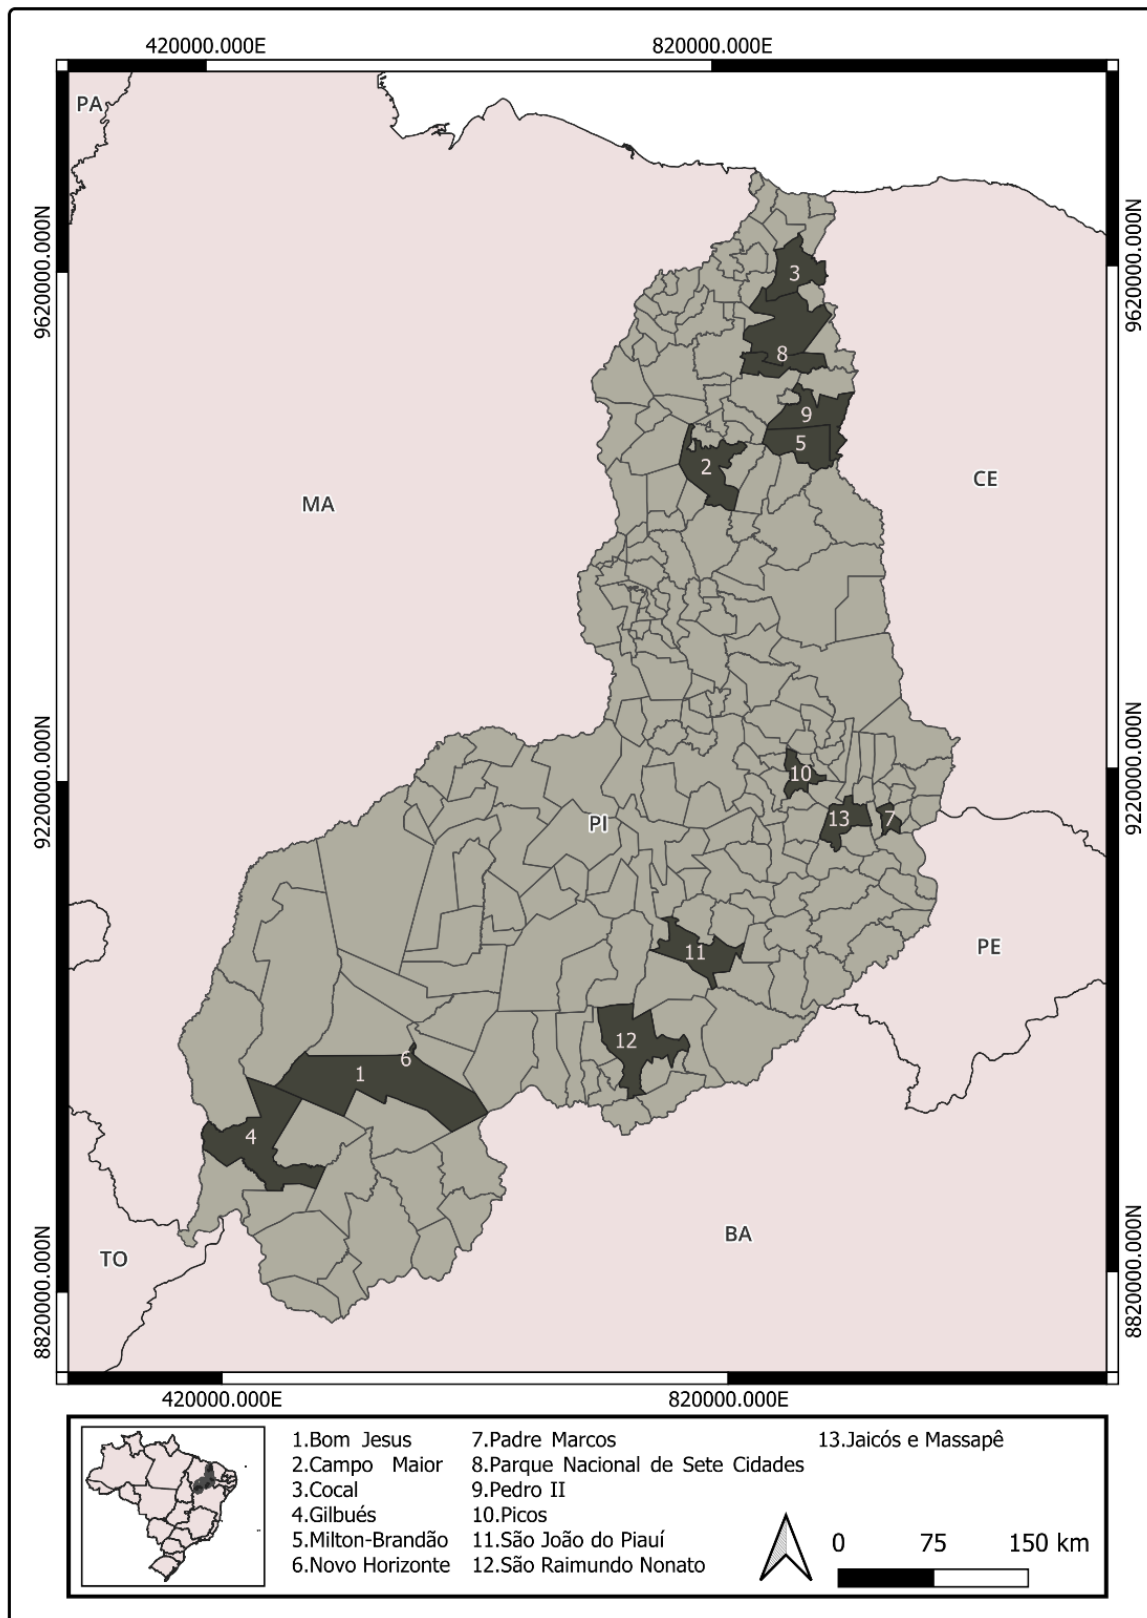 420000.000E 820000.000E
PA
9620000.000N 9620000.000N
3
8
9
5
2
MA
CE
9220000.000N 9220000.000N
10
13 7
PI
11
PE
12
6
1
4
BA
TO
8820000.000N 8820000.000N
420000.000E 820000.000E
1.Bom Jesus 7.Padre Marcos 13.Jaicós e Massapê
2.Campo Maior 8.Parque Nacional de Sete Cidades
3.Cocal 9.Pedro II
4.Gilbués 10.Picos
5.Milton-Brandão 11.São João do Piauí
6.Novo Horizonte 12.São Raimundo Nonato
0 75 150 km